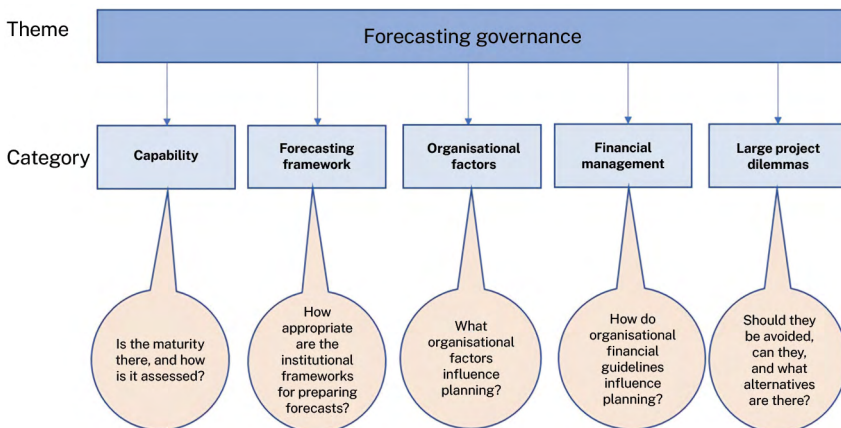 Theme
Forecasting governance
Category
Capability
Forecasting
framework
Organisational
factors
Financial
management
Large project
dilemmas
Is the maturity
there, and how
is it assessed?
How
appropriate
are the
institutional
frameworks
for preparing
forecasts?
What
organisational
factors
influence
planning?
How do
organisational
financial
guidelines
influence
planning?
Should they
be avoided,
can they,
and what
alternatives
are there?